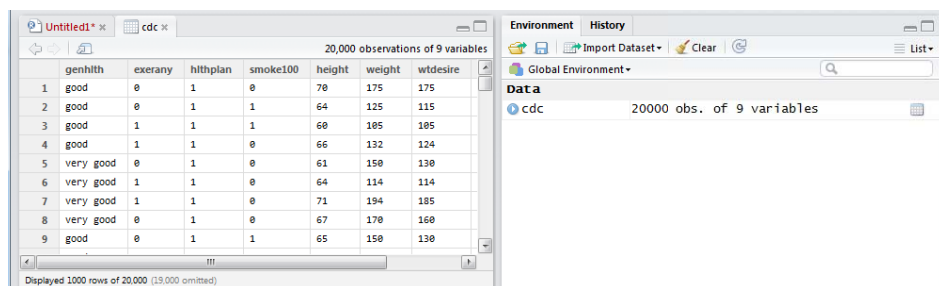 Untitled1* × cdc ×
20,000 observations of 9 variables
genhlth exerany hlthplan smoke100 height weight wtdesire
1 good 0 1 0 70 175 175
2 good 0 1 1 64 125 115
3 good 1 1 1 60 105 105
4 good 1 1 0 66 132 124
5 very good 0 1 0 61 150 130
6 very good 1 1 0 64 114 114
7 very good 1 1 0 71 194 185
8 very good 0 1 0 67 170 160
9 good 0 1 1 65 150 130
Displayed 1000 rows of 20,000 (19,000 omitted)
Environment History
Import Dataset Clear List
Global Environment
Data
cdc 20000 obs. of 9 variables